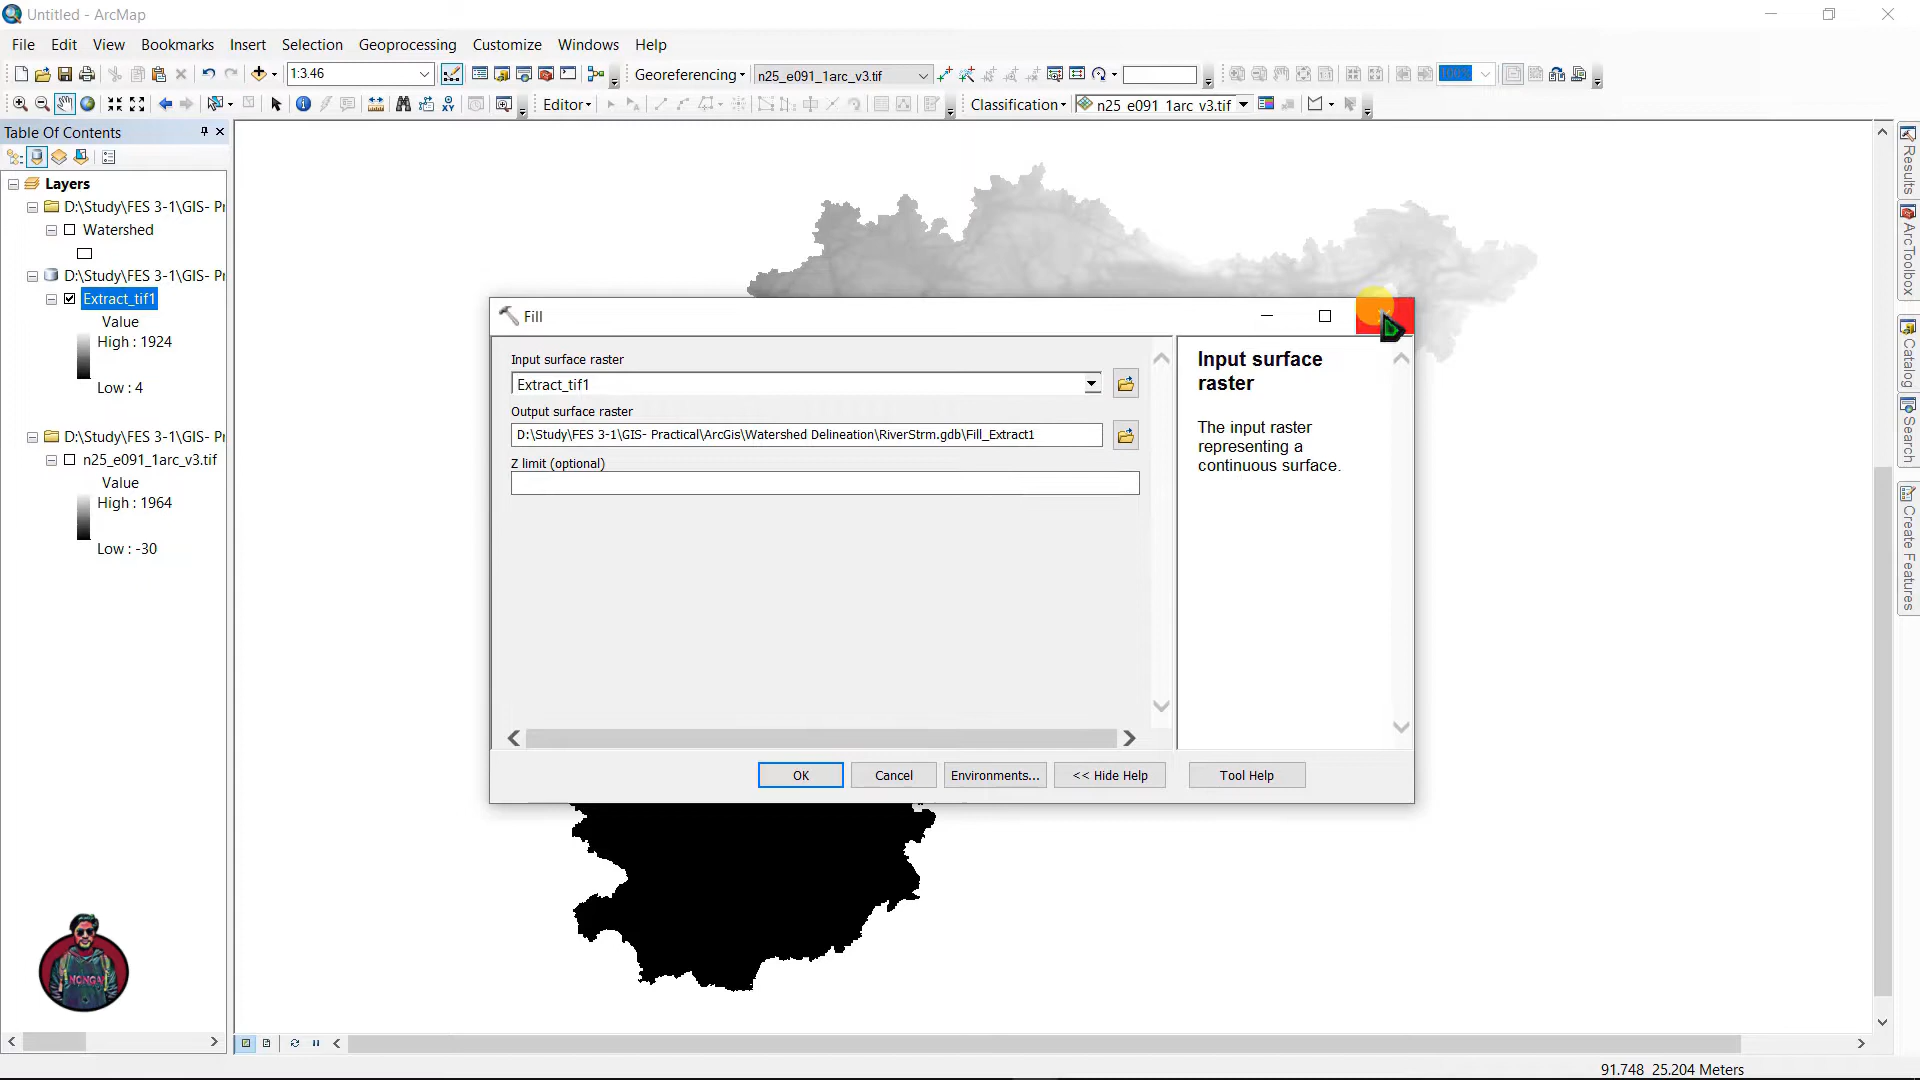 Untitled - ArcMap
File Edit View Bookmarks Insert Selection Geoprocessing Customize Windows Help
1:3.46 Georeferencing n25_e091_1arc_v3.tif 100%
Editor Classification n25_e091_1arc_v3.tif
Table Of Contents
Layers
D:\Study\FES 3-1\GIS- Pr
Watershed
D:\Study\FES 3-1\GIS- Pr
Extract_tif1
Value
High : 1924
Low : 4
D:\Study\FES 3-1\GIS- Pr
n25_e091_1arc_v3.tif
Value
High : 1964
Low : -30
NONGA
Fill
Input surface raster
Extract_tif1
Output surface raster
D:\Study\FES 3-1\GIS- Practical\ArcGis\Watershed Delineation\RiverStrm.gdb\Fill_Extract1
Z limit (optional)
OK Cancel Environments... << Hide Help Tool Help
Input surface
raster
The input raster
representing a
continuous surface.
Results
ArcToolbox
Catalog
Search
Create Features
91.748 25.204 Meters